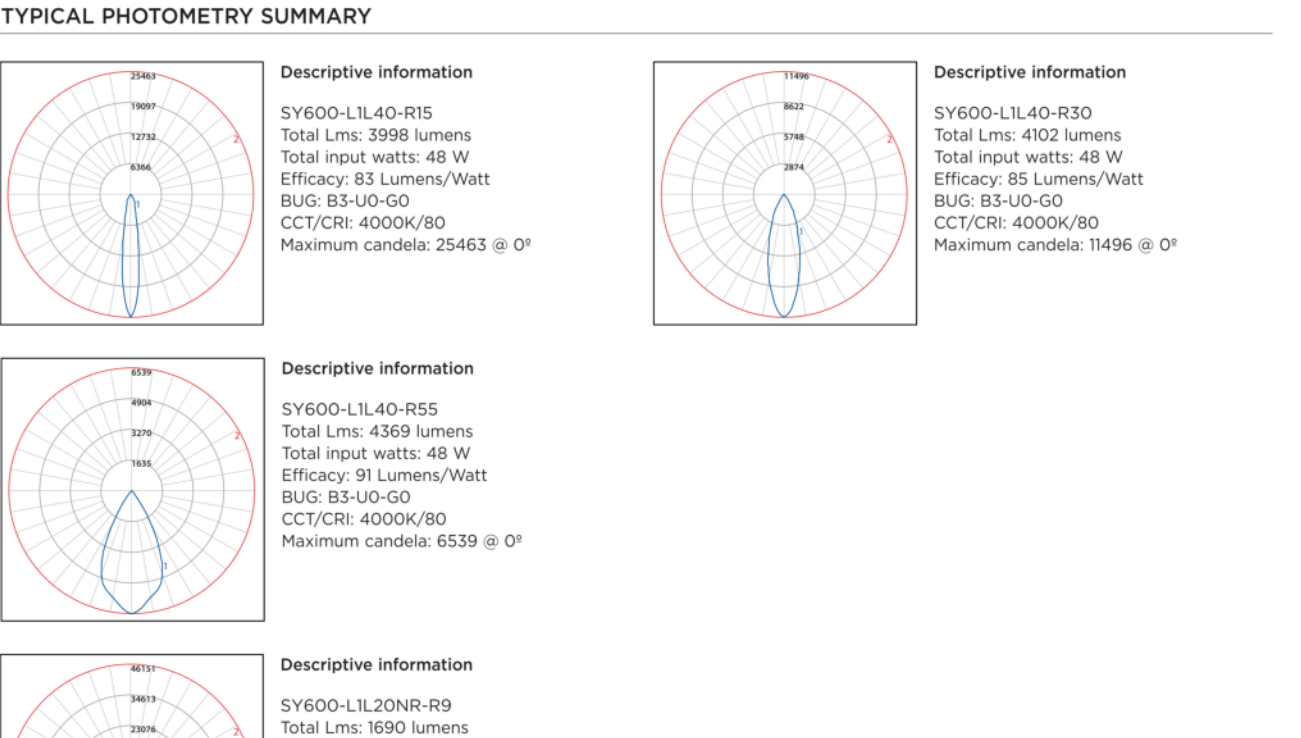 TYPICAL PHOTOMETRY SUMMARY
25463
19097
12732
6366
2
1
Descriptive information
SY600-L1L40-R15
Total Lms: 3998 lumens
Total input watts: 48 W
Efficacy: 83 Lumens/Watt
BUG: B3-U0-G0
CCT/CRI: 4000K/80
Maximum candela: 25463 @ 0º
11496
8622
5748
2874
2
1
Descriptive information
SY600-L1L40-R30
Total Lms: 4102 lumens
Total input watts: 48 W
Efficacy: 85 Lumens/Watt
BUG: B3-U0-G0
CCT/CRI: 4000K/80
Maximum candela: 11496 @ 0º
6539
4904
3270
1635
2
1
Descriptive information
SY600-L1L40-R55
Total Lms: 4369 lumens
Total input watts: 48 W
Efficacy: 91 Lumens/Watt
BUG: B3-U0-G0
CCT/CRI: 4000K/80
Maximum candela: 6539 @ 0º
46151
34613
23076
2
Descriptive information
SY600-L1L20NR-R9
Total Lms: 1690 lumens